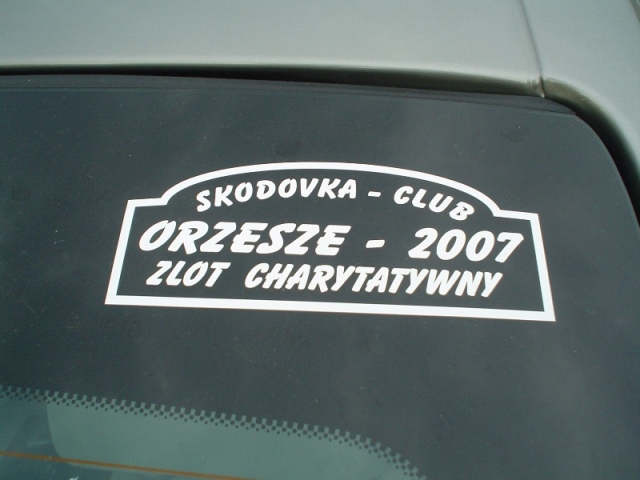 SKODOVKA - CLUB
ORZESZE - 2007
ZLOT CHARYTATYWNY